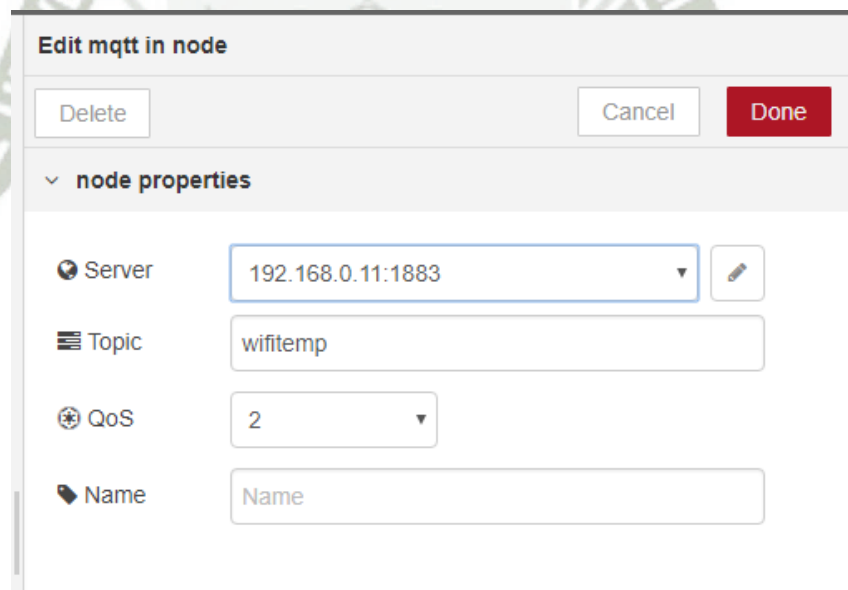 Edit mqtt in node
Delete Cancel Done
node properties
Server 192.168.0.11:1883
Topic wifitemp
QoS 2
Name Name